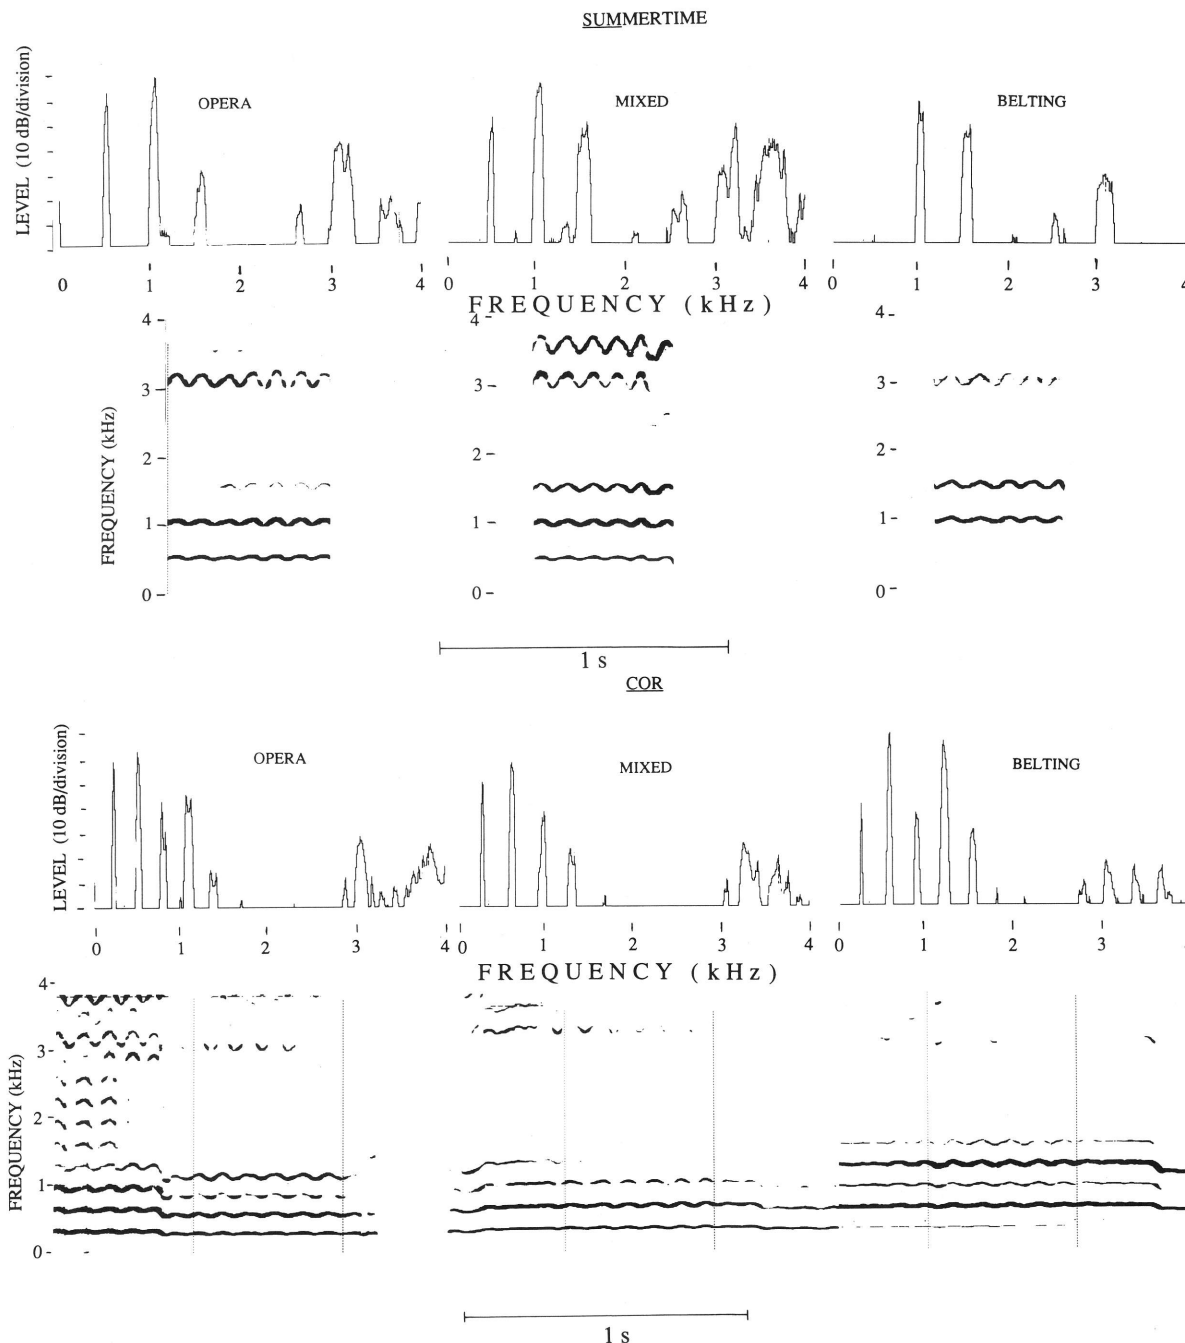 SUMMERTIME
LEVEL (10 dB/division)
OPERA
MIXED
BELTING
0 1 2 3 4
0 1 2 3 4
0 1 2 3 4
FREQUENCY (kHz)
FREQUENCY (kHz)
4
3
2
1
0
4
3
2
1
0
4
3
2
1
0
1 s
COR
LEVEL (10 dB/division)
OPERA
MIXED
BELTING
0 1 2 3 4
0 1 2 3 4
0 1 2 3
FREQUENCY (kHz)
FREQUENCY (kHz)
4
3
2
1
0
1 s